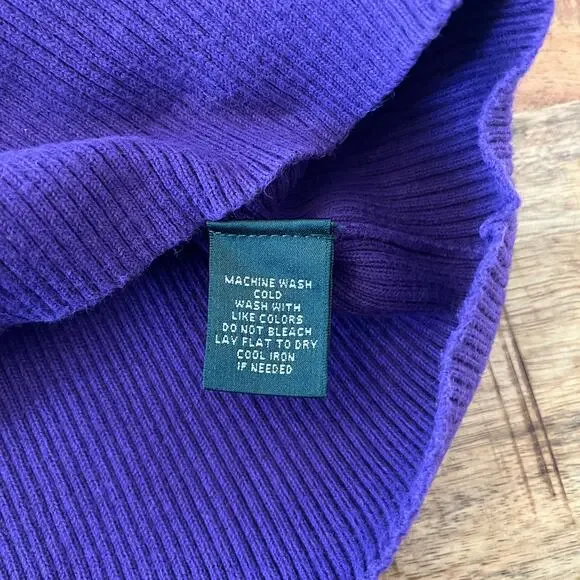 MACHINE WASH
COLD
WASH WITH
LIKE COLORS
DO NOT BLEACH
LAY FLAT TO DRY
COOL IRON
IF NEEDED